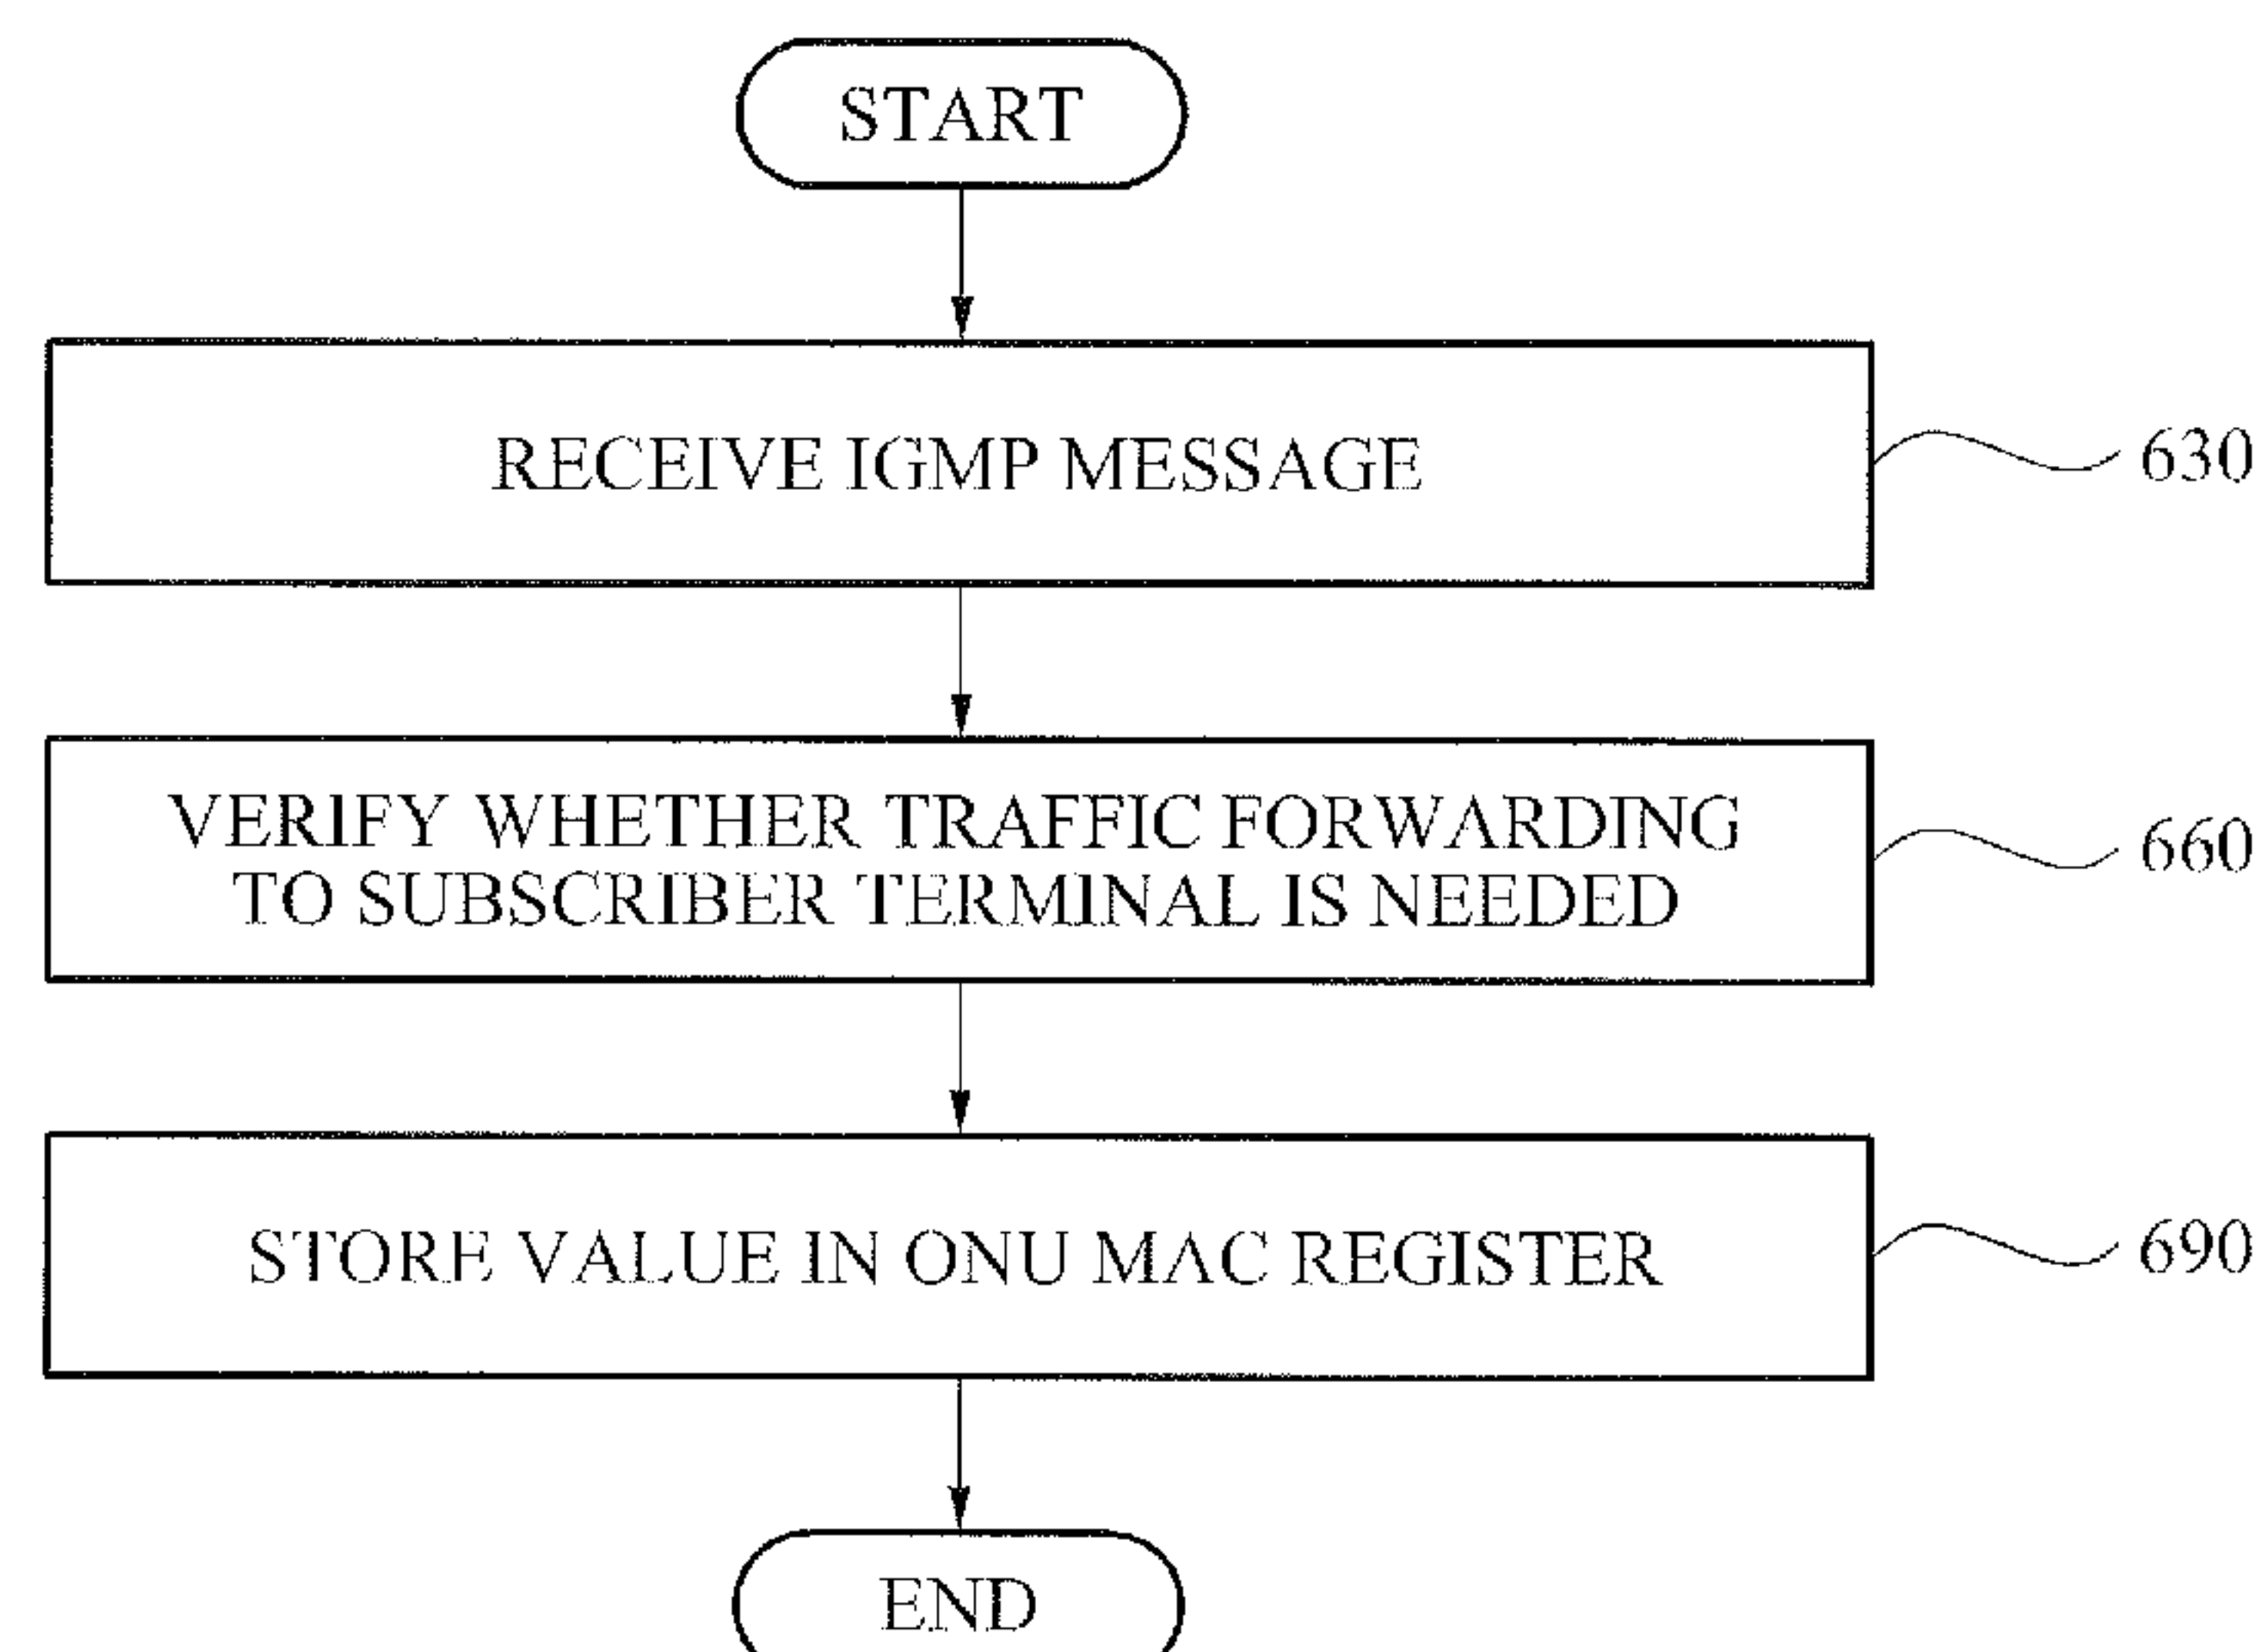 START
RECEIVE IGMP MESSAGE
630
VERIFY WHETHER TRAFFIC FORWARDING
TO SUBSCRIBER TERMINAL IS NEEDED
660
STORE VALUE IN ONU MAC REGISTER
690
END